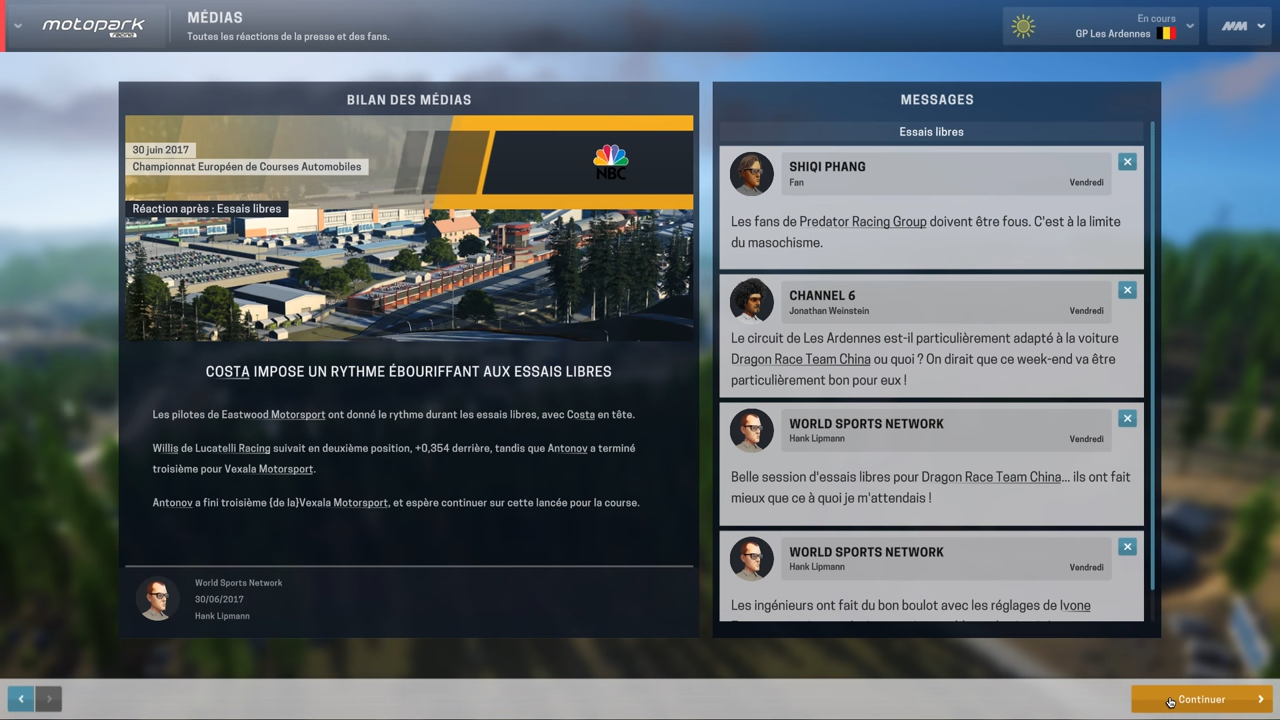 motopark
RACING
MÉDIAS
Toutes les réactions de la presse et des fans.
En cours
GP Les Ardennes
BILAN DES MÉDIAS
30 juin 2017
Championnat Européen de Courses Automobiles
NBC
Réaction après : Essais libres
SEGA SEGA
SEGA
COSTA IMPOSE UN RYTHME ÉBOURIFFANT AUX ESSAIS LIBRES
Les pilotes de Eastwood Motorsport ont donné le rythme durant les essais libres, avec Costa en tête.
Willis de Lucatelli Racing suivait en deuxième position, +0,354 derrière, tandis que Antonov a terminé
troisième pour Vexala Motorsport.
Antonov a fini troisième {de la}Vexala Motorsport, et espère continuer sur cette lancée pour la course.
World Sports Network
30/06/2017
Hank Lipmann
MESSAGES
Essais libres
SHIQI PHANG
Fan
Vendredi
Les fans de Predator Racing Group doivent être fous. C'est à la limite
du masochisme.
CHANNEL 6
Jonathan Weinstein
Vendredi
Le circuit de Les Ardennes est-il particulièrement adapté à la voiture
Dragon Race Team China ou quoi ? On dirait que ce week-end va être
particulièrement bon pour eux !
WORLD SPORTS NETWORK
Hank Lipmann
Vendredi
Belle session d'essais libres pour Dragon Race Team China... ils ont fait
mieux que ce à quoi je m'attendais !
WORLD SPORTS NETWORK
Hank Lipmann
Vendredi
Les ingénieurs ont fait du bon boulot avec les réglages de Ivone
Continuer